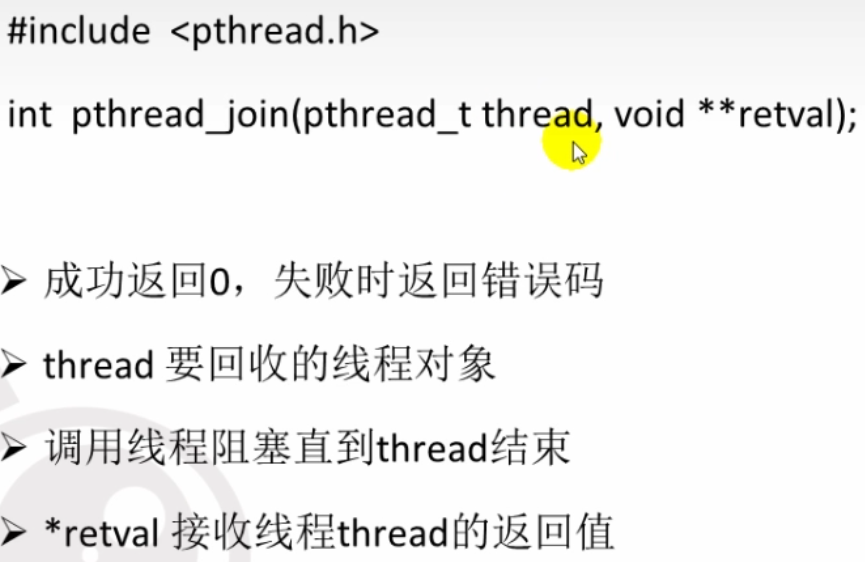 #include <pthread.h>
int pthread_join(pthread_t thread, void **retval);
➢ 成功返回0，失败时返回错误码
➢ thread 要回收的线程对象
➢ 调用线程阻塞直到thread结束
➢ *retval 接收线程thread的返回值